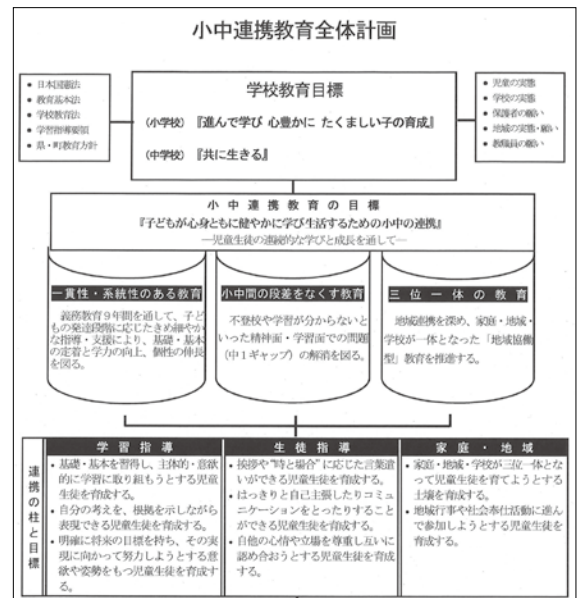 小中連携教育全体計画
• 日本国憲法
• 教育基本法
• 学校教育法
• 学習指導要領
• 県・町教育方針
学校教育目標
（小学校）『進んで学び 心豊かに たくましい子の育成』
（中学校）『共に生きる』
• 児童の実態
• 学校の実態
• 保護者の願い
• 地域の実態・願い
• 教職員の願い
小中連携教育の目標
『子どもが心身ともに健やかに学び生活するための小中の連携』
―児童生徒の連続的な学びと成長を通して―
一貫性・系統性のある教育
義務教育９年間を通して、子ど
もの発達段階に応じたきめ細やか
な指導・支援により、基礎・基本
の定着と学力の向上、個性の伸長
を図る。
小中間の段差をなくす教育
不登校や学習が分からないと
いった精神面・学習面での問題
（中１ギャップ）の解消を図る。
三位一体の教育
地域連携を深め、家庭・地域・
学校が一体となった「地域協働
型」教育を推進する。
連携の柱と目標
学習指導
• 基礎・基本を習得し、主体的・意欲
的に学習に取り組もうとする児童
生徒を育成する。
• 自分の考えを、根拠を示しながら
表現できる児童生徒を育成する。
• 明確に将来の目標を持ち、その実
現に向かって努力しようとする意
欲や姿勢をもつ児童生徒を育成す
る。
生徒指導
• 挨拶や“時と場合”に応じた言葉遣
いができる児童生徒を育成する。
• はっきりと自己主張したりコミュ
ニケーションをとったりすること
ができる児童生徒を育成する。
• 自他の心情や立場を尊重し互いに
認め合おうとする児童生徒を育成
する。
家庭・地域
• 家庭・地域・学校が三位一体とな
って児童生徒を育てようとする
土壌を育成する。
• 地域行事や社会奉仕活動に進ん
で参加しようとする児童生徒を
育成する。